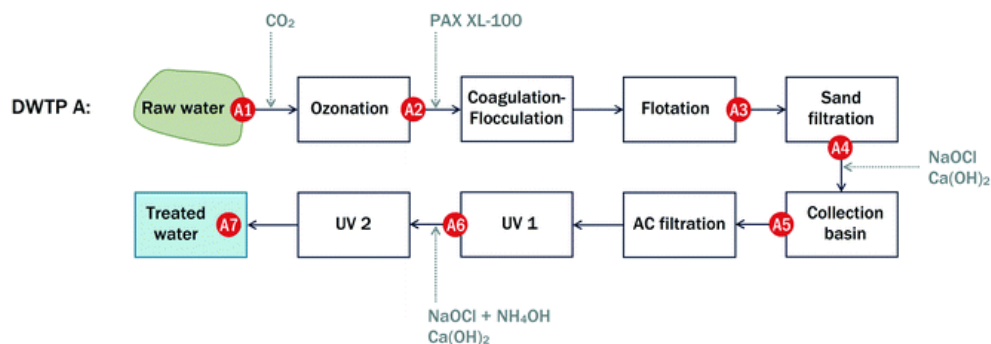 CO₂
PAX XL-100
DWTP A:
Raw water
A1
Ozonation
A2
Coagulation-
Flocculation
Flotation
A3
Sand
filtration
A4
NaOCl
Ca(OH)₂
Treated
water
A7
UV 2
A6
UV 1
AC filtration
A5
Collection
basin
NaOCl + NH₄OH
Ca(OH)₂